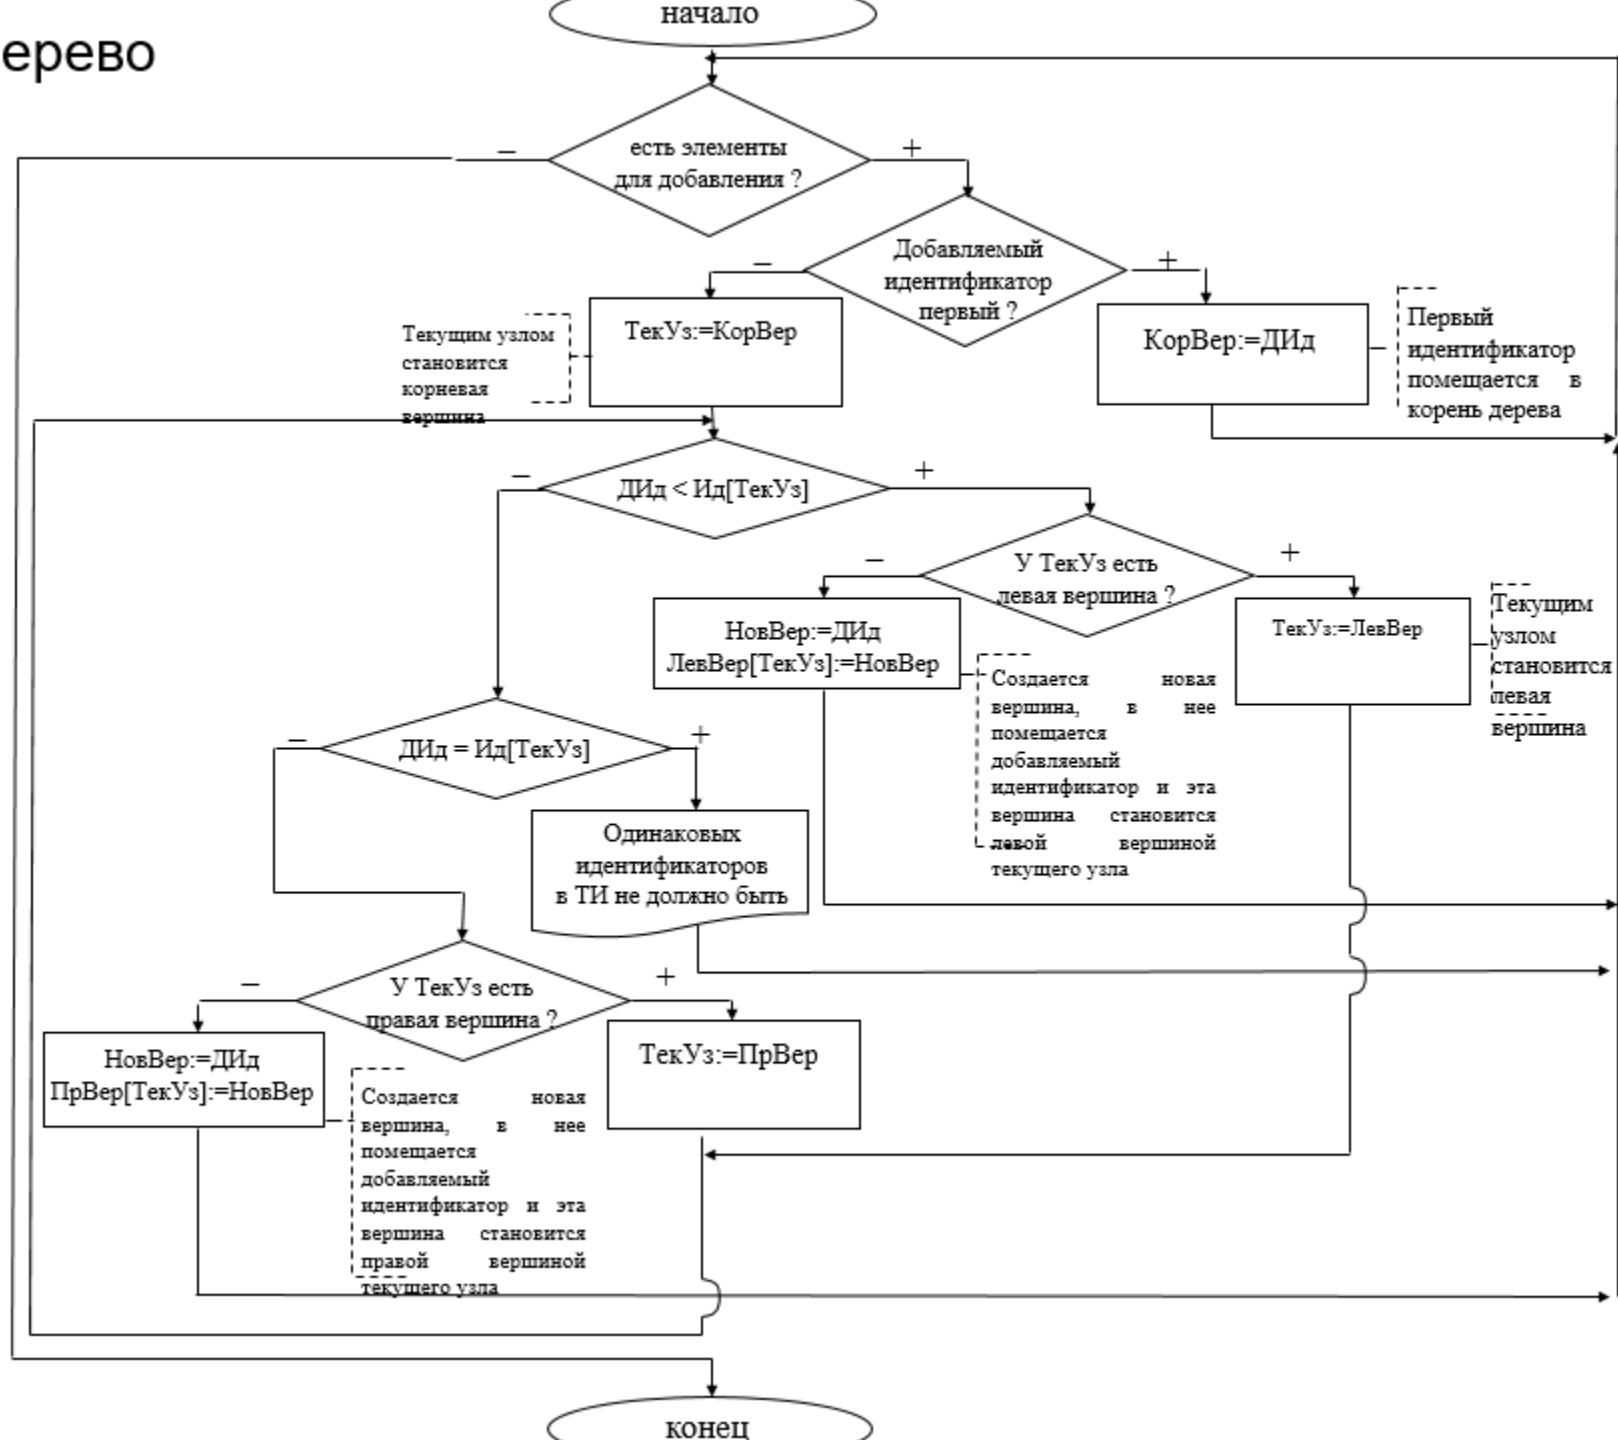 начало
ерево
есть элементы
для добавления ?
–
+
Добавляемый
идентификатор
первый ?
–
+
ТекУз:=КорВер
Текущим узлом
становится
корневая
вершина
КорВер:=ДИд
Первый
идентификатор
помещается в
корень дерева
ДИд < Ид[ТекУз]
–
+
У ТекУз есть
левая вершина ?
–
+
НовВер:=ДИд
ЛевВер[ТекУз]:=НовВер
Создается новая
вершина, в нее
помещается
добавляемый
идентификатор и эта
вершина становится
левой вершиной
текущего узла
ТекУз:=ЛевВер
Текущим
узлом
становится
левая
вершина
ДИд = Ид[ТекУз]
–
+
Одинаковых
идентификаторов
в ТИ не должно быть
У ТекУз есть
правая вершина ?
–
+
НовВер:=ДИд
ПрВер[ТекУз]:=НовВер
Создается новая
вершина, в нее
помещается
добавляемый
идентификатор и эта
вершина становится
правой вершиной
текущего узла
ТекУз:=ПрВер
конец